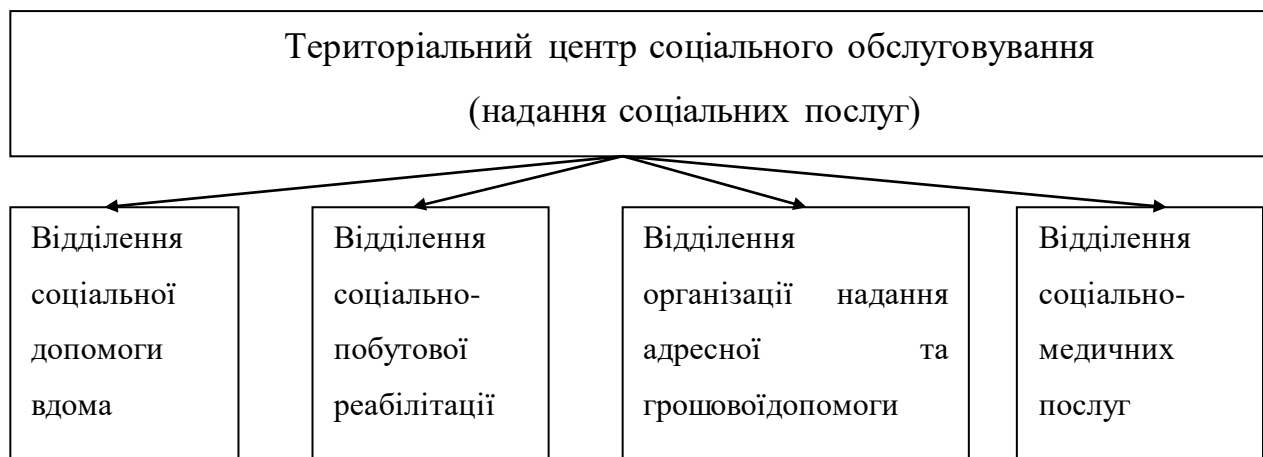 Територіальний центр соціального обслуговування
(надання соціальних послуг)
Відділення
соціальної
допомоги
вдома
Відділення
соціально-
побутової
реабілітації
Відділення
організації надання
адресної та
грошовоїдопомоги
Відділення
соціально-
медичних
послуг